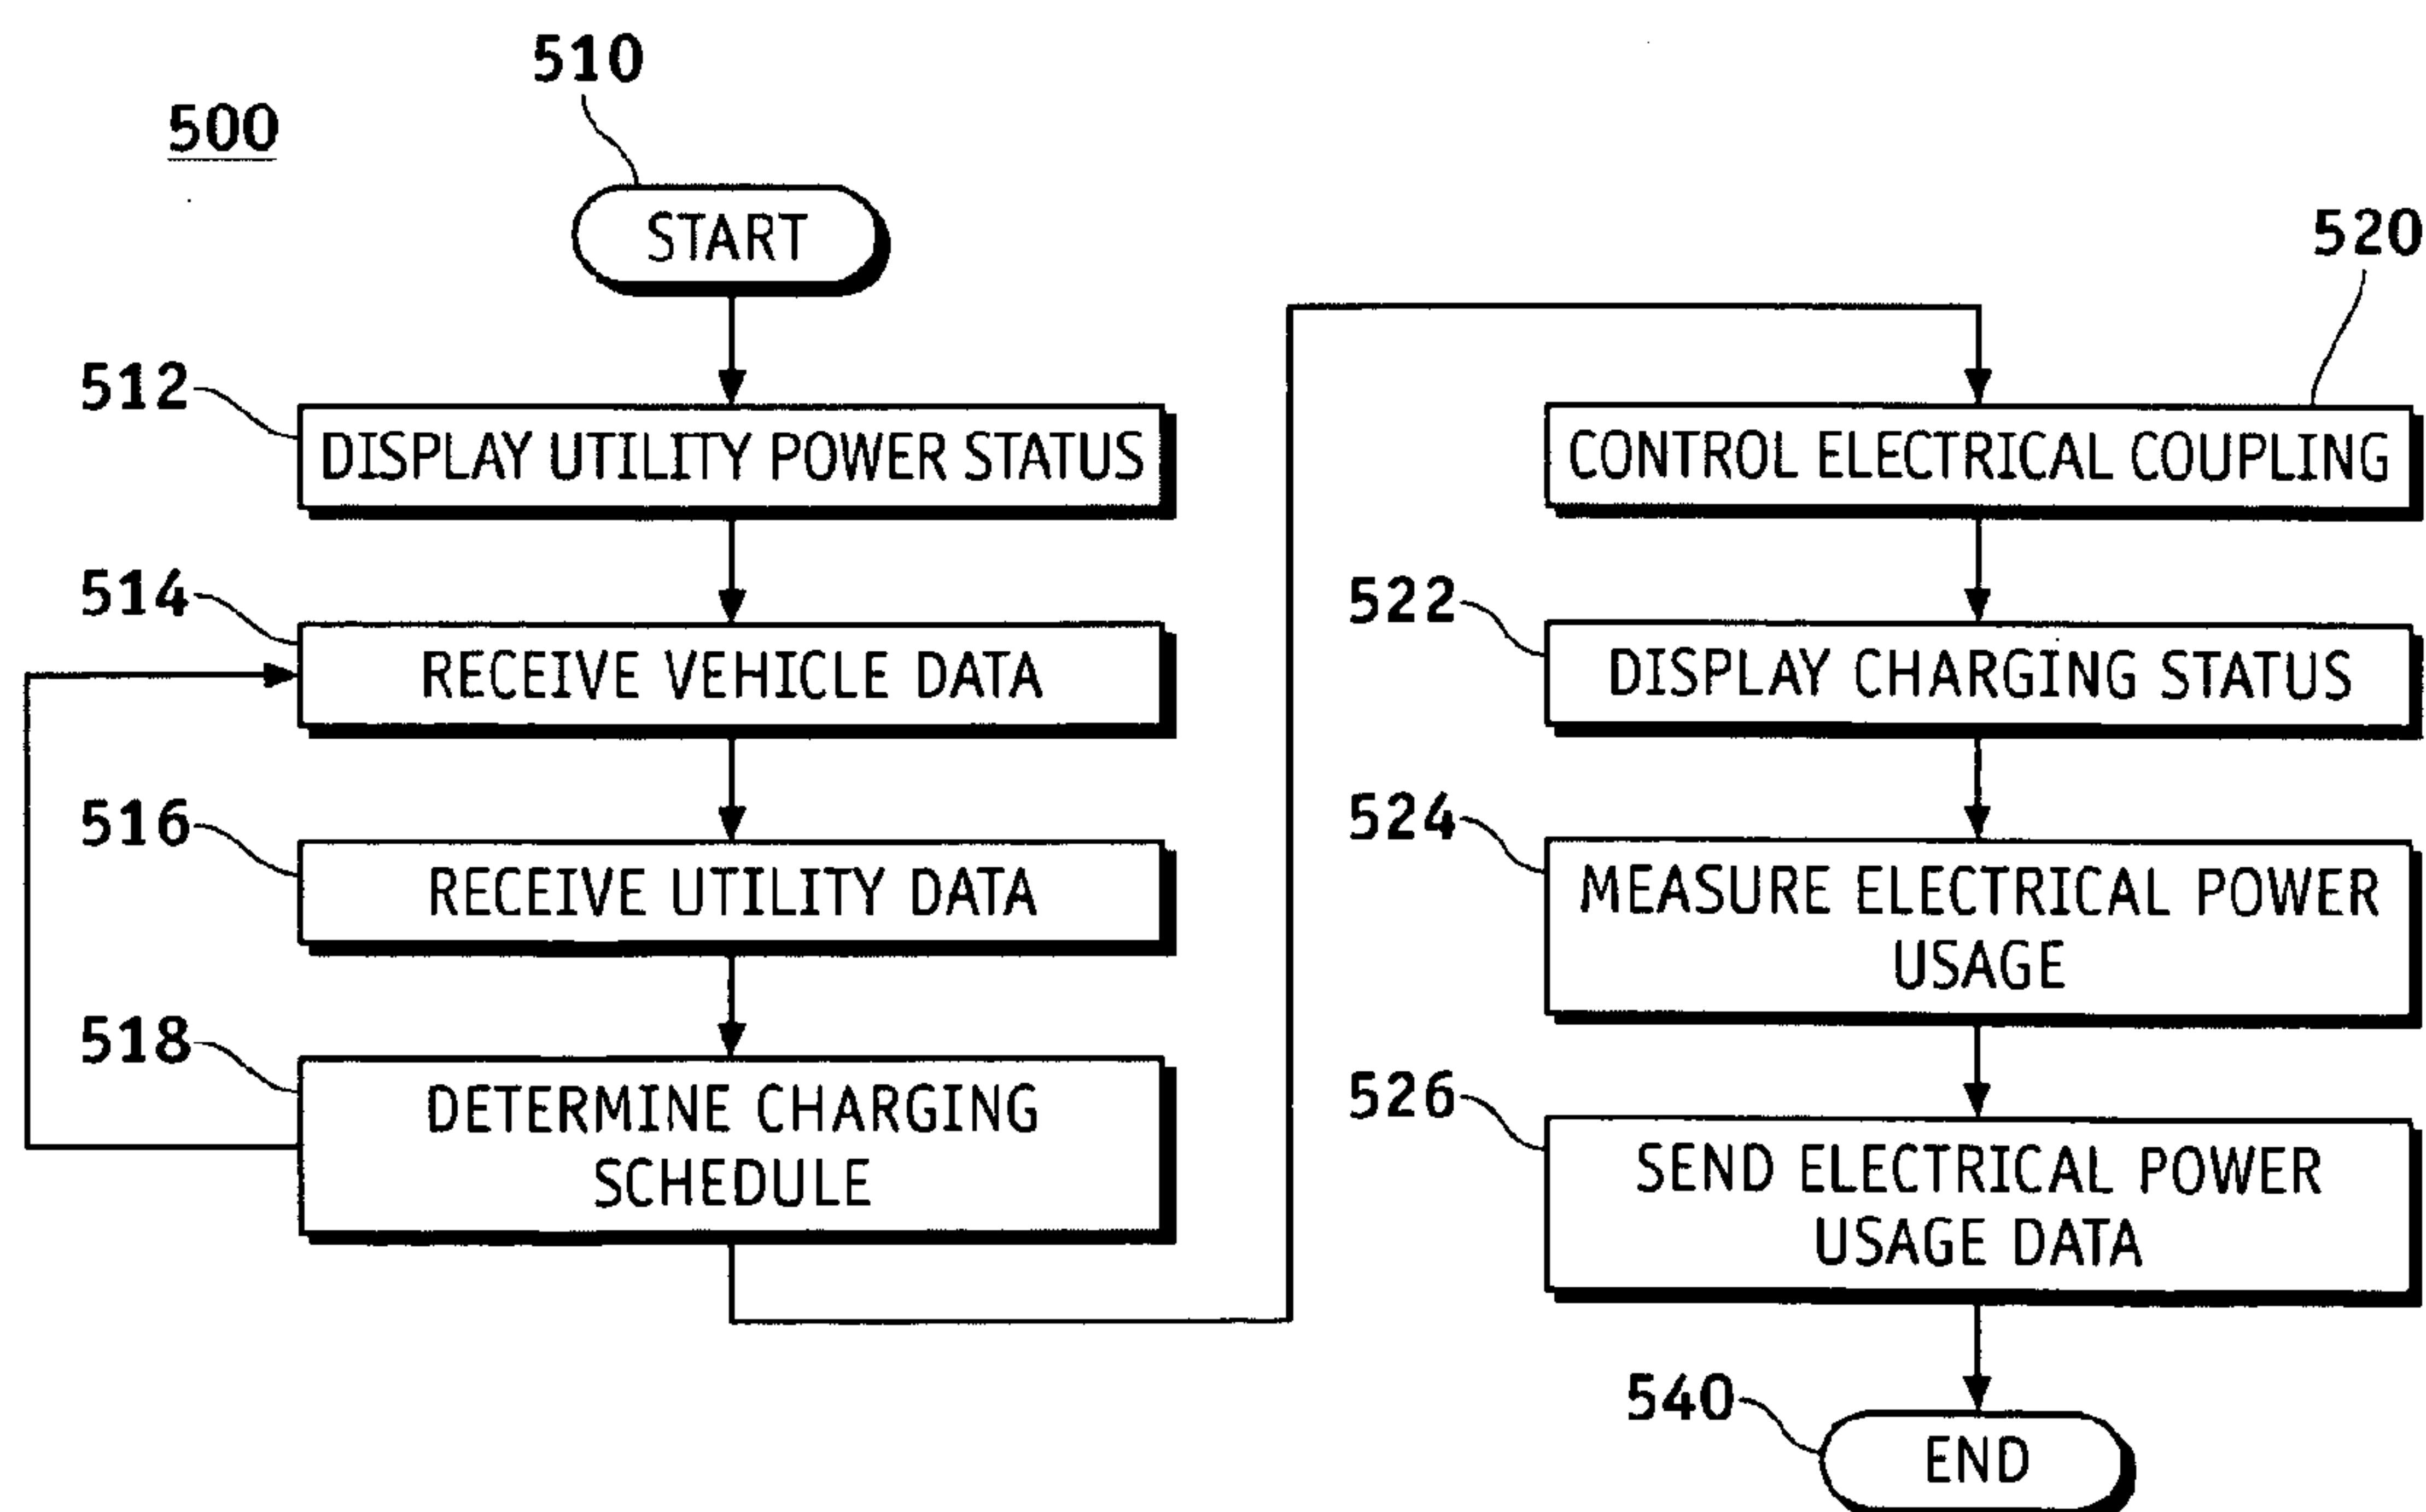 500
510
START
512
DISPLAY UTILITY POWER STATUS
514
RECEIVE VEHICLE DATA
516
RECEIVE UTILITY DATA
518
DETERMINE CHARGING
SCHEDULE
520
CONTROL ELECTRICAL COUPLING
522
DISPLAY CHARGING STATUS
524
MEASURE ELECTRICAL POWER
USAGE
526
SEND ELECTRICAL POWER
USAGE DATA
540
END